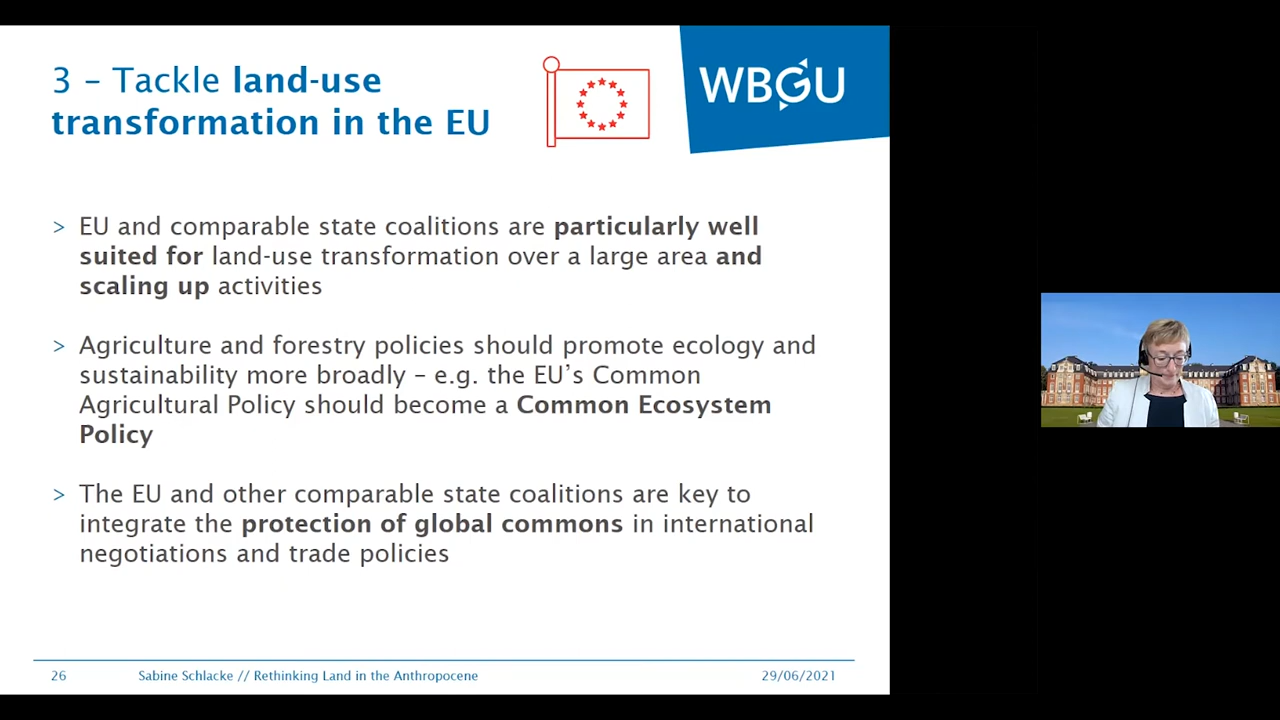 3 – Tackle land-use
transformation in the EU
WBGU
> EU and comparable state coalitions are particularly well
suited for land-use transformation over a large area and
scaling up activities
> Agriculture and forestry policies should promote ecology and
sustainability more broadly – e.g. the EU's Common
Agricultural Policy should become a Common Ecosystem
Policy
> The EU and other comparable state coalitions are key to
integrate the protection of global commons in international
negotiations and trade policies
26
Sabine Schlacke // Rethinking Land in the Anthropocene
29/06/2021